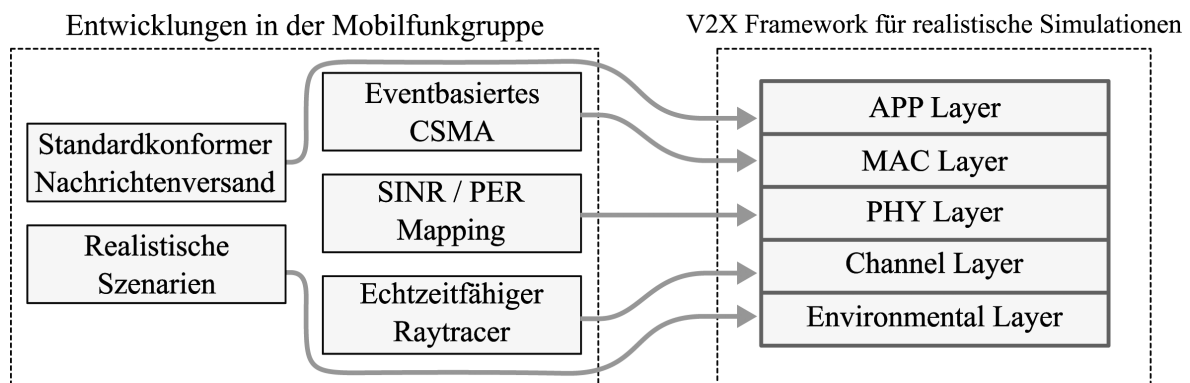 Entwicklungen in der Mobilfunkgruppe
Standardkonformer
Nachrichtenversand
Realistische
Szenarien
Eventbasiertes
CSMA
SINR / PER
Mapping
Echtzeitfähiger
Raytracer
V2X Framework für realistische Simulationen
APP Layer
MAC Layer
PHY Layer
Channel Layer
Environmental Layer